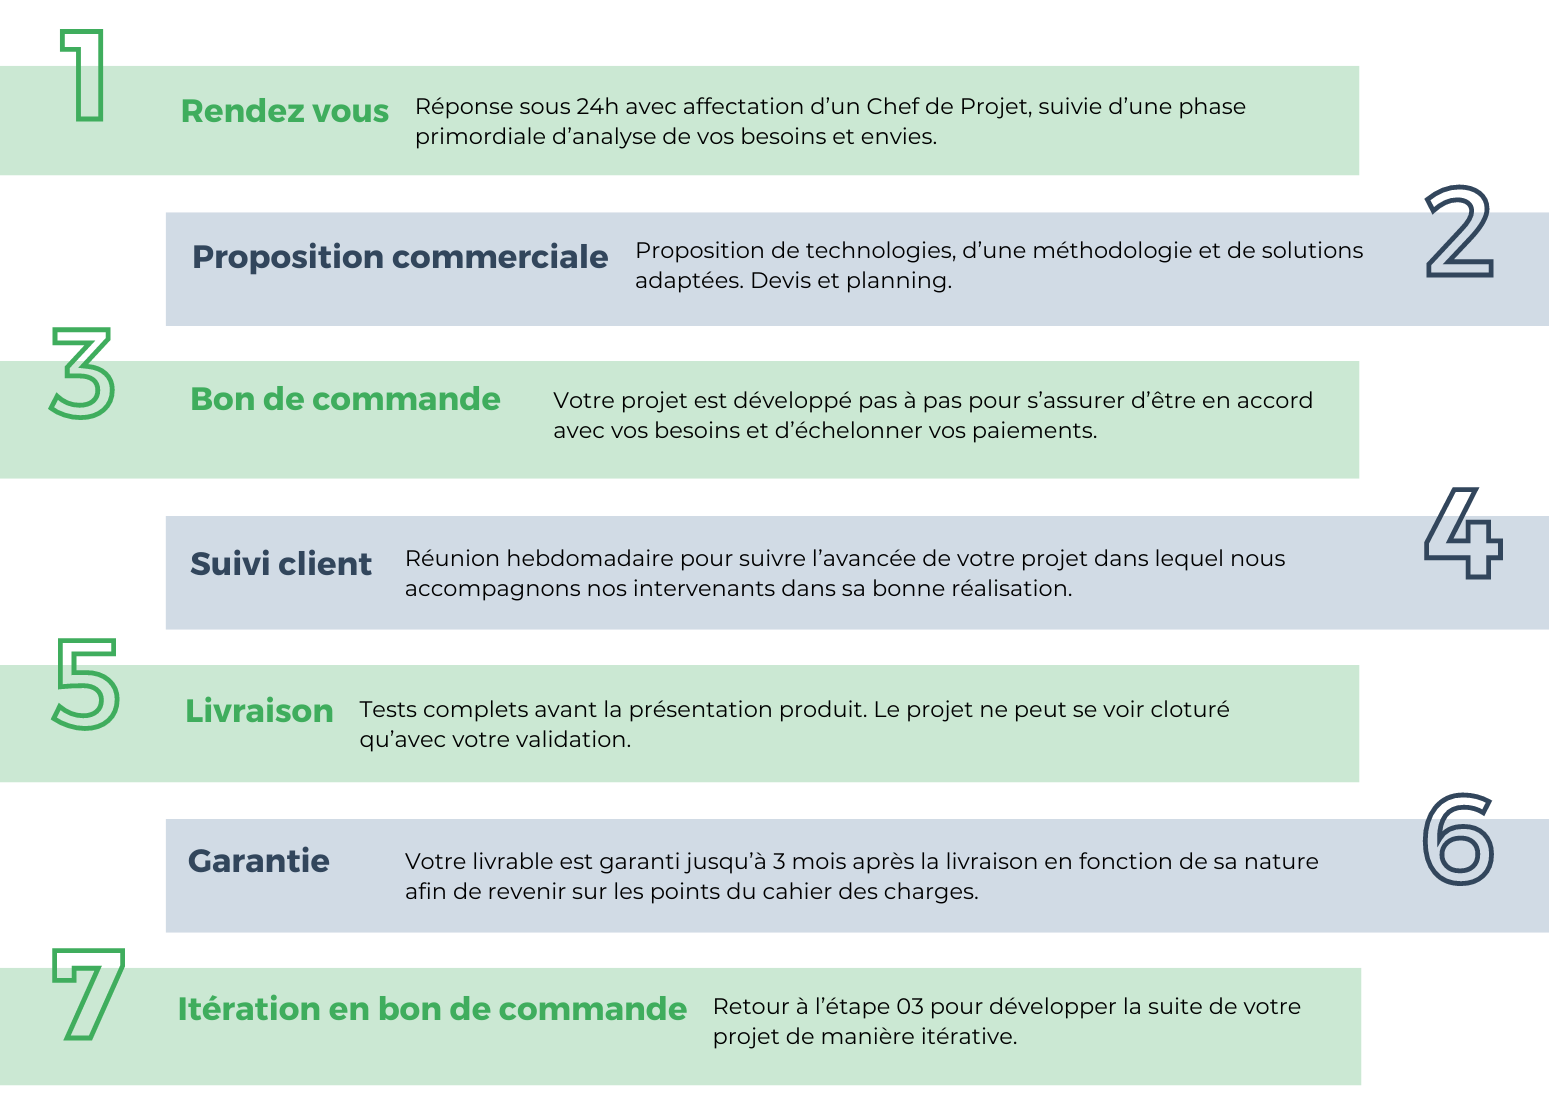 1
Rendez vous
Réponse sous 24h avec affectation d’un Chef de Projet, suivie d’une phase
primordiale d’analyse de vos besoins et envies.
2
Proposition commerciale
Proposition de technologies, d’une méthodologie et de solutions
adaptées. Devis et planning.
3
Bon de commande
Votre projet est développé pas à pas pour s’assurer d’être en accord
avec vos besoins et d’échelonner vos paiements.
4
Suivi client
Réunion hebdomadaire pour suivre l’avancée de votre projet dans lequel nous
accompagnons nos intervenants dans sa bonne réalisation.
5
Livraison
Tests complets avant la présentation produit. Le projet ne peut se voir cloturé
qu’avec votre validation.
6
Garantie
Votre livrable est garanti jusqu’à 3 mois après la livraison en fonction de sa nature
afin de revenir sur les points du cahier des charges.
7
Itération en bon de commande
Retour à l’étape 03 pour développer la suite de votre
projet de manière itérative.